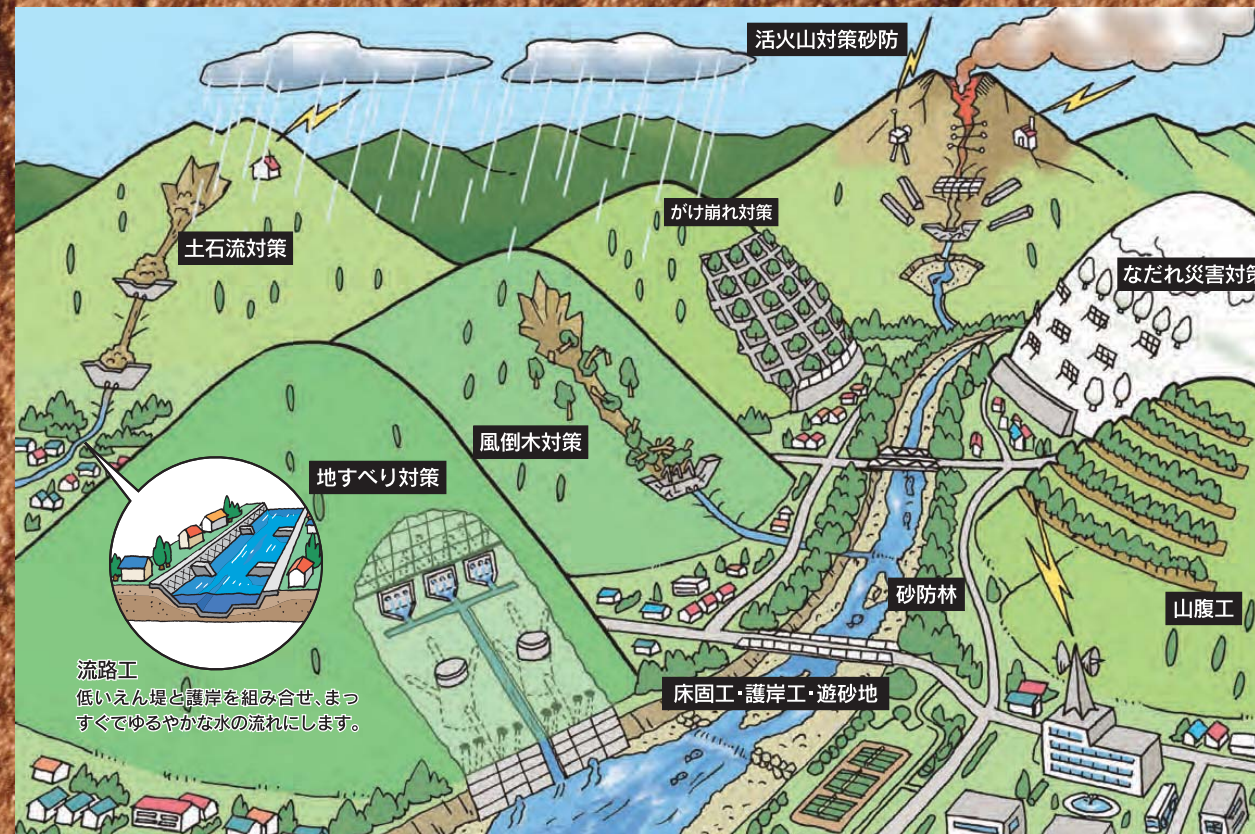 活火山対策砂防
がけ崩れ対策
土石流対策
なだれ災害対策
風倒木対策
地すべり対策
砂防林
山腹工
流路工
低いえん堤と護岸を組み合せ、まっ
すぐでゆるやかな水の流れにします。
床固工・護岸工・遊砂地